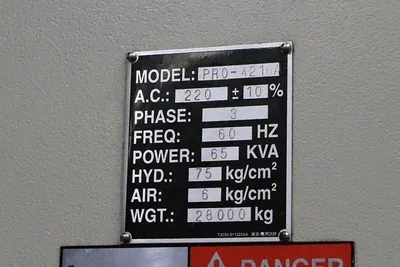 MODEL: PRO-4216A
A.C.: 220 ± 10 %
PHASE: 3
FREQ: 60 HZ
POWER: 65 KVA
HYD.: 75 kg/cm²
AIR: 6 kg/cm²
WGT.: 28000 kg
DANGER